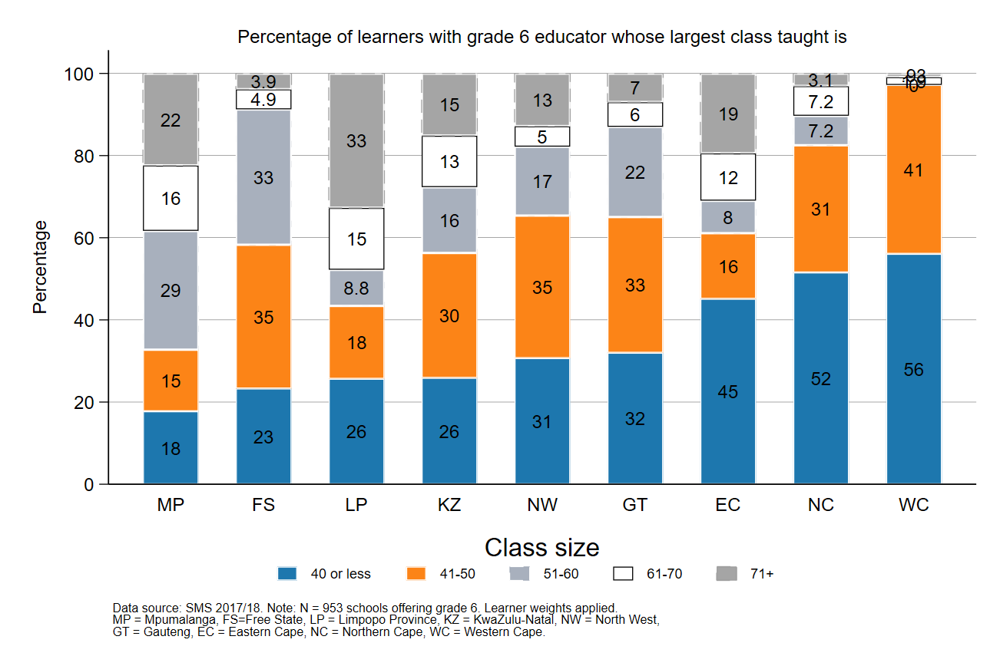 Percentage of learners with grade 6 educator whose largest class taught is
Percentage
100
80
60
40
20
0
22 3.9 33 15 13 7 19 3.1
16 4.9 15 13 5 6 12 7.2
29 33 8.8 16 17 22 8 7.2
15 35 18 30 35 33 16 31 41
18 23 26 26 31 32 45 52 56
MP FS LP KZ NW GT EC NC WC
Class size
40 or less 41-50 51-60 61-70 71+
Data source: SMS 2017/18. Note: N = 953 schools offering grade 6. Learner weights applied.
MP = Mpumalanga, FS=Free State, LP = Limpopo Province, KZ = KwaZulu-Natal, NW = North West,
GT = Gauteng, EC = Eastern Cape, NC = Northern Cape, WC = Western Cape.